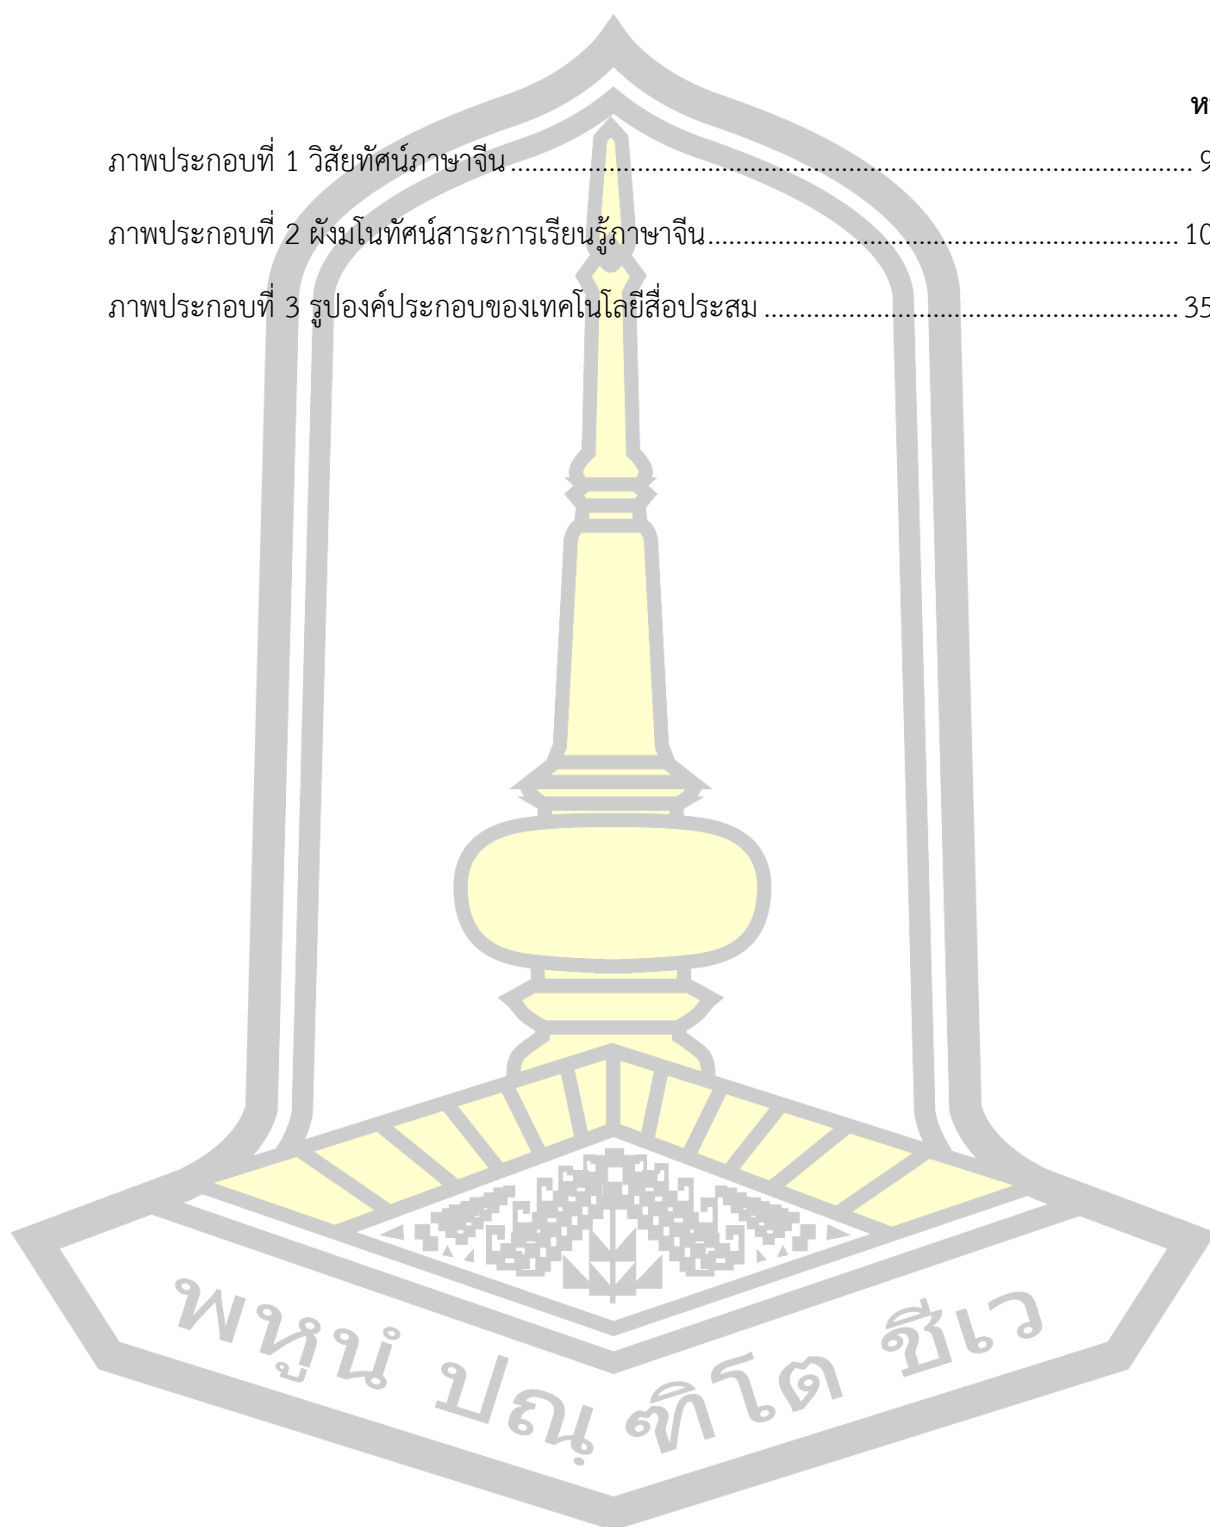 ภาพประกอบที่ 1 วิสัยทัศน์ภาษาจีน ................................................................................ 9
ภาพประกอบที่ 2 ผังมโนทัศน์สาระการเรียนรู้ภาษาจีน....................................................... 10
ภาพประกอบที่ 3 รูปองค์ประกอบของเทคโนโลยีสื่อประสม ................................................ 35
พหูนํ ปณฺฑิโต ชีเว